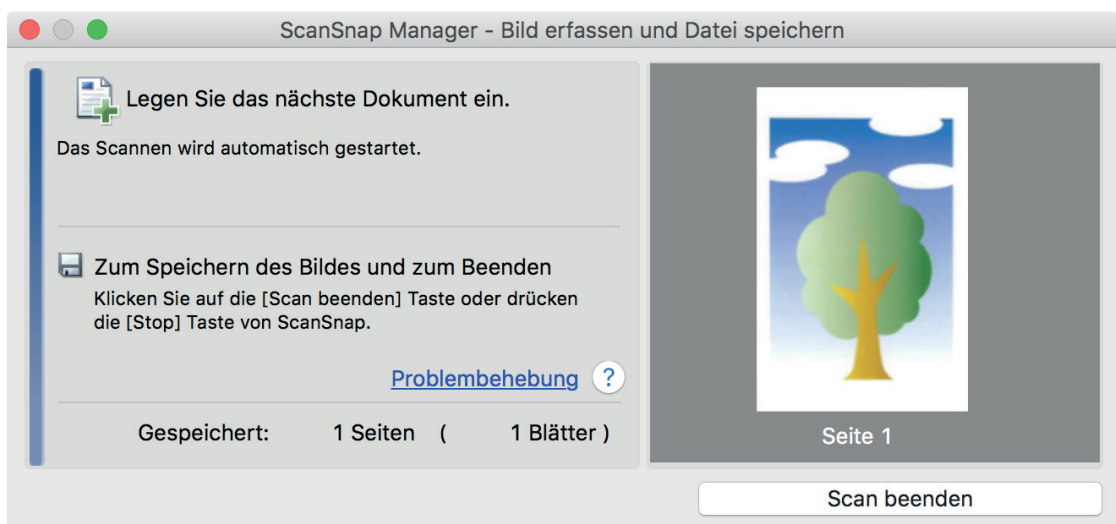 ScanSnap Manager - Bild erfassen und Datei speichern
Legen Sie das nächste Dokument ein.
Das Scannen wird automatisch gestartet.
Zum Speichern des Bildes und zum Beenden
Klicken Sie auf die [Scan beenden] Taste oder drücken
die [Stop] Taste von ScanSnap.
Problembehebung ?
Gespeichert: 1 Seiten ( 1 Blätter )
Seite 1
Scan beenden